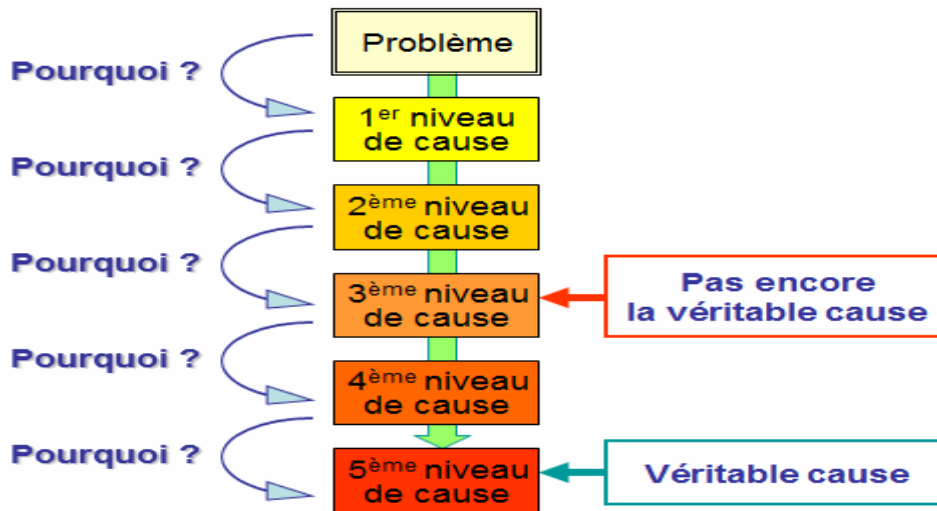 Problème
Pourquoi ?
1er niveau
de cause
Pourquoi ?
2ème niveau
de cause
Pourquoi ?
3ème niveau
de cause
Pas encore
la véritable cause
Pourquoi ?
4ème niveau
de cause
Pourquoi ?
5ème niveau
de cause
Véritable cause